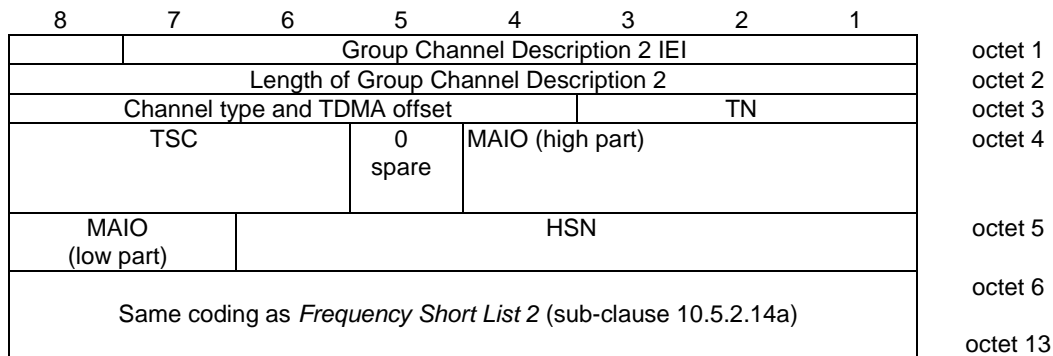 8 7 6 5 4 3 2 1
Group Channel Description 2 IEI octet 1
Length of Group Channel Description 2 octet 2
Channel type and TDMA offset TN octet 3
TSC 0 MAIO (high part) octet 4
spare
MAIO HSN octet 5
(low part)
octet 6
Same coding as Frequency Short List 2 (sub-clause 10.5.2.14a)
octet 13